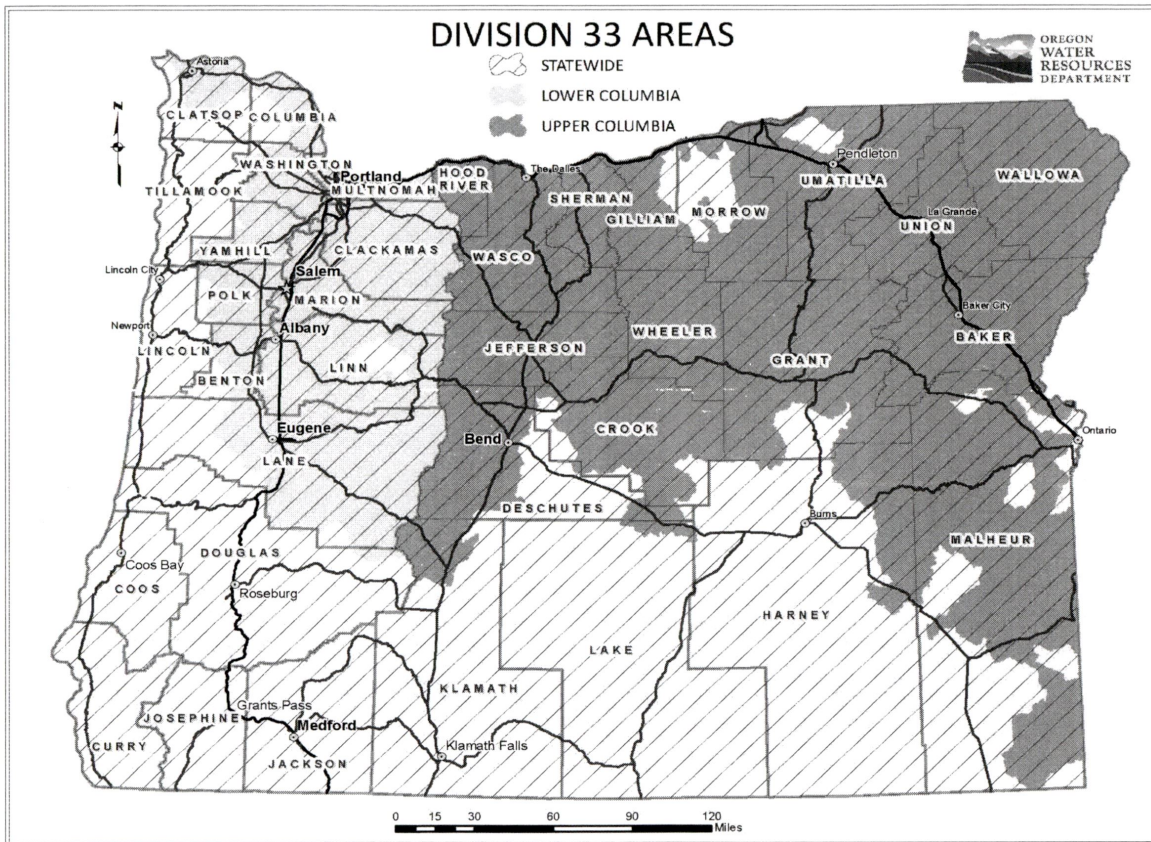 DIVISION 33 AREAS
STATEWIDE
LOWER COLUMBIA
UPPER COLUMBIA
OREGON
WATER
RESOURCES
DEPARTMENT
N
Astoria
CLATSOP
COLUMBIA
WASHINGTON
Portland
TILLAMOOK
MULTNOMAH
HOOD
RIVER
The Dalles
SHERMAN
GILLIAM
MORROW
Pendleton
UMATILLA
WALLOWA
La Grande
UNION
YAMHILL
CLACKAMAS
WASCO
Lincoln City
Salem
POLK
MARION
Baker City
Newport
Albany
WHEELER
BAKER
LINCOLN
JEFFERSON
LINN
GRANT
BENTON
Eugene
Bend
CROOK
Ontario
LANE
DESCHUTES
Burns
MALHEUR
DOUGLAS
Coos Bay
COOS
Roseburg
HARNEY
LAKE
KLAMATH
Grants Pass
JOSEPHINE
Medford
CURRY
Klamath Falls
JACKSON
0 15 30 60 90 120
Miles